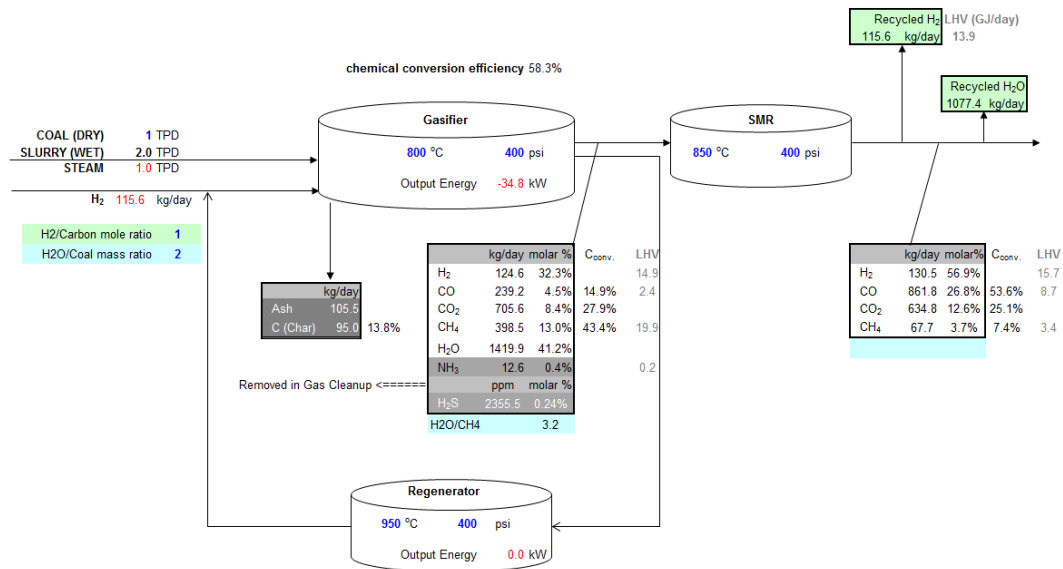 Recycled H₂ LHV (GJ/day)
115.6 kg/day 13.9
chemical conversion efficiency 58.3%
Recycled H₂O
1077.4 kg/day
Gasifier
SMR
COAL (DRY) 1 TPD
SLURRY (WET) 2.0 TPD
STEAM 1.0 TPD
H₂ 115.6 kg/day
800 °C 400 psi
Output Energy -34.8 kW
850 °C 400 psi
H2/Carbon mole ratio 1
H2O/Coal mass ratio 2
kg/day
Ash 105.5
C (Char) 95.0 13.8%
kg/day molar % Cconv. LHV
H₂ 124.6 32.3% 14.9
CO 239.2 4.5% 14.9% 2.4
CO₂ 705.6 8.4% 27.9%
CH₄ 398.5 13.0% 43.4% 19.9
H₂O 1419.9 41.2%
NH₃ 12.6 0.4% 0.2
Removed in Gas Cleanup <====== ppm molar %
H₂S 2355.5 0.24%
H2O/CH4 3.2
kg/day molar% Cconv. LHV
H₂ 130.5 56.9% 15.7
CO 861.8 26.8% 53.6% 8.7
CO₂ 634.8 12.6% 25.1%
CH₄ 67.7 3.7% 7.4% 3.4
Regenerator
950 °C 400 psi
Output Energy 0.0 kW